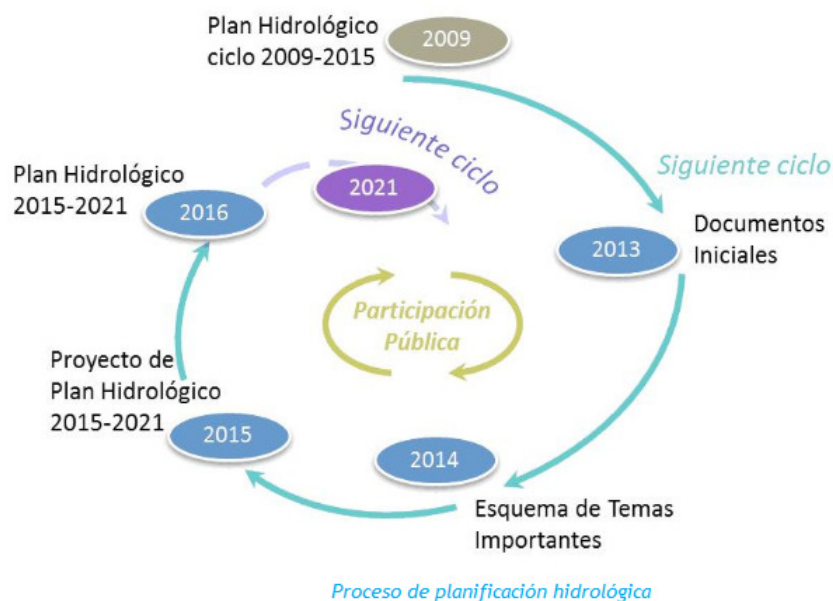 Plan Hidrológico
ciclo 2009-2015
2009
Siguiente ciclo
Siguiente ciclo
Plan Hidrológico
2015-2021
2016
2021
2013
Documentos
Iniciales
Participación
Pública
Proyecto de
Plan Hidrológico
2015-2021
2015
2014
Esquema de Temas
Importantes
Proceso de planificación hidrológica